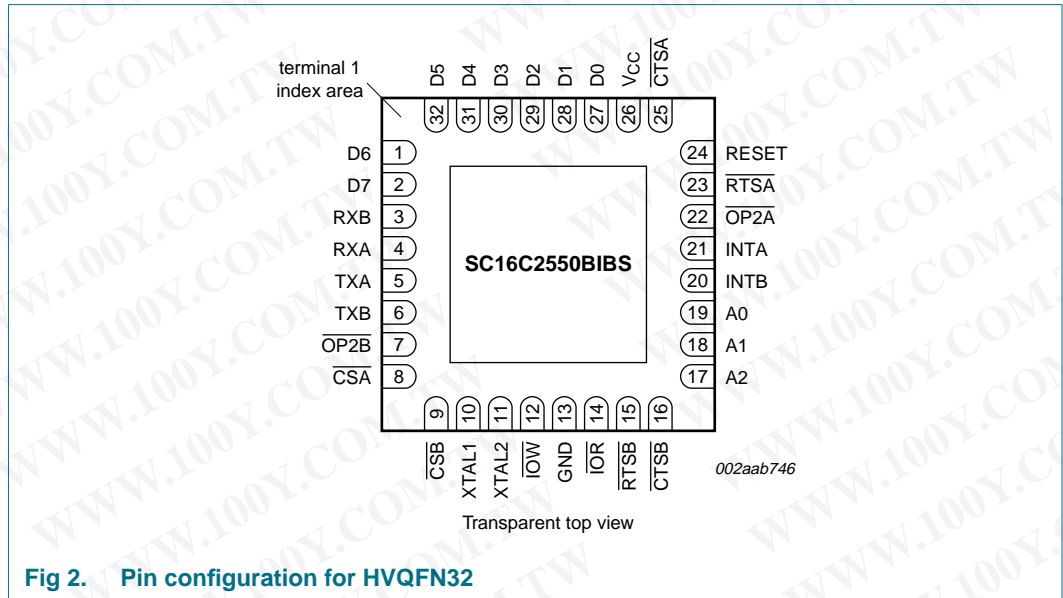 terminal 1
index area
D5
D4
D3
D2
D1
D0
VCC
CTSA
32
31
30
29
28
27
26
25
D6 1
D7 2
RXB 3
RXA 4
TXA 5
TXB 6
OP2B 7
CSA 8
SC16C2550BIBS
24 RESET
23 RTSA
22 OP2A
21 INTA
20 INTB
19 A0
18 A1
17 A2
9
10
11
12
13
14
15
16
CSB
XTAL1
XTAL2
IOW
GND
IOR
RTSB
CTSB
002aab746
Transparent top view
Fig 2. Pin configuration for HVQFN32
WWW.100Y.COM.TW